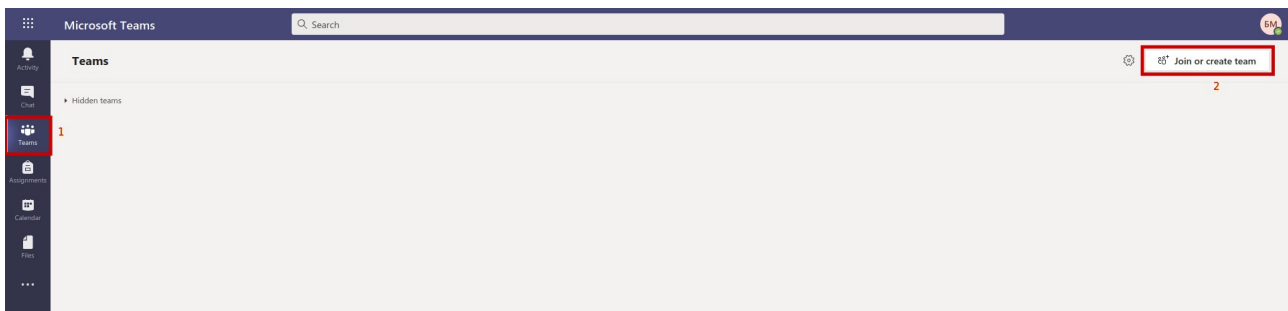 Microsoft Teams
Search
БМ
Activity
Teams
Join or create team
2
Chat
Hidden teams
1
Teams
Assignments
Calendar
Files